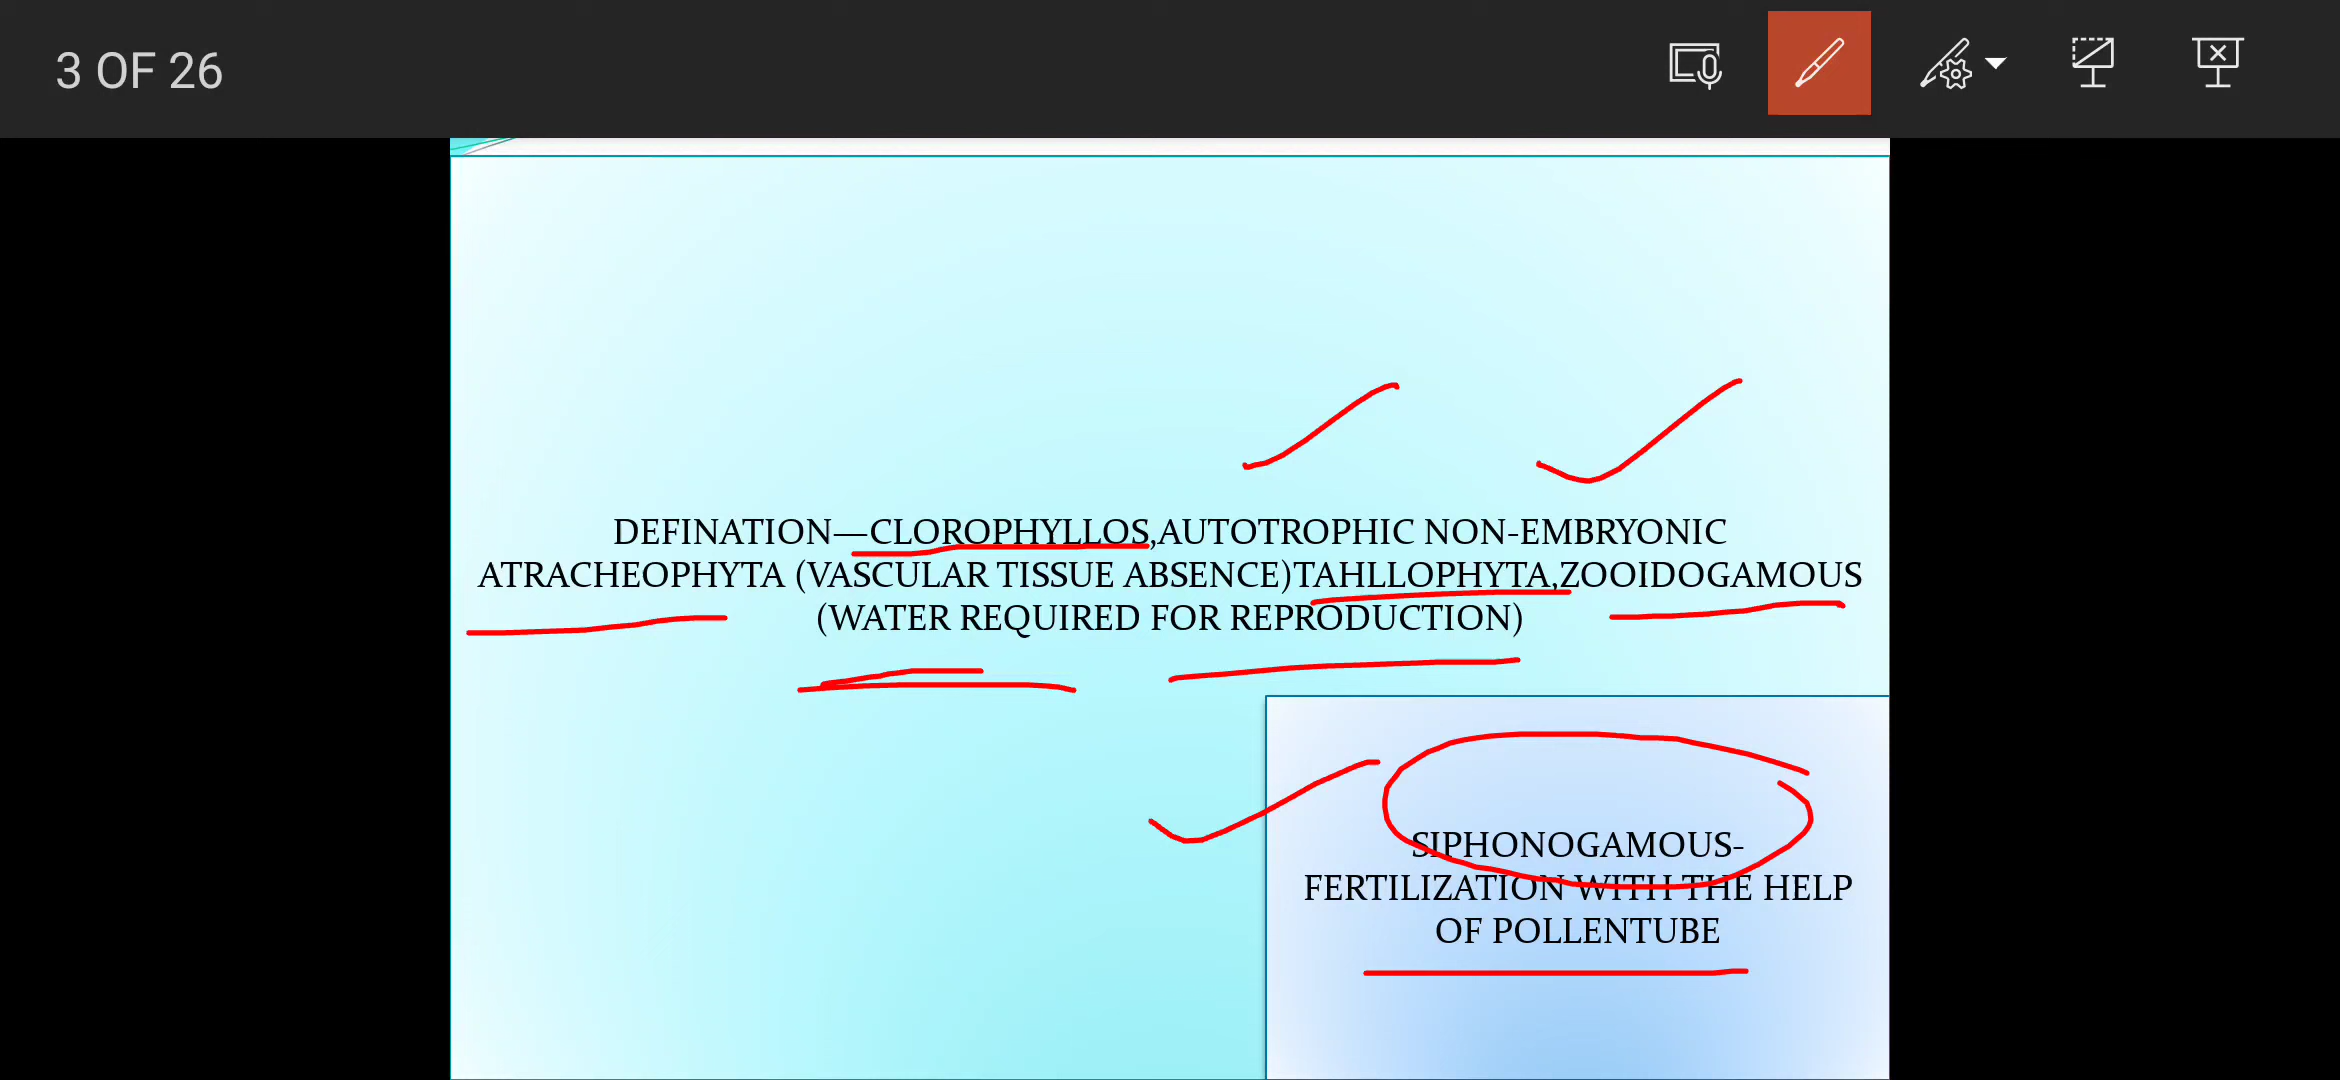 3 OF 26
DEFINATION—CLOROPHYLLOS,AUTOTROPHIC NON-EMBRYONIC
ATRACHEOPHYTA (VASCULAR TISSUE ABSENCE)TAHLLOPHYTA,ZOOIDOGAMOUS
(WATER REQUIRED FOR REPRODUCTION)
SIPHONOGAMOUS-
FERTILIZATION WITH THE HELP
OF POLLENTUBE